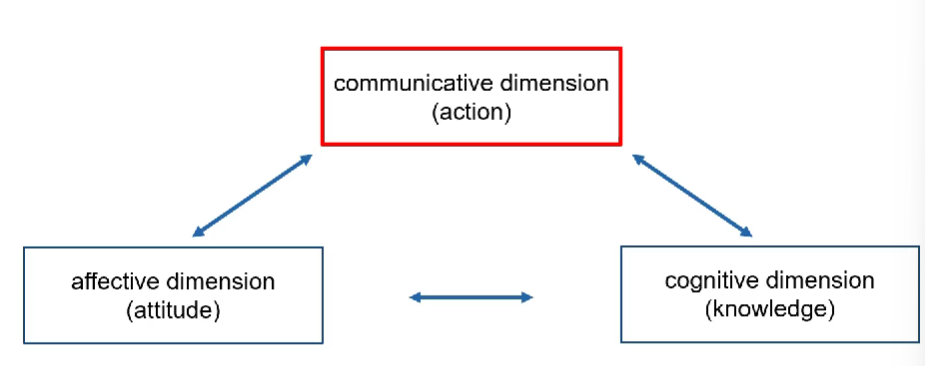 communicative dimension
(action)
affective dimension
(attitude)
cognitive dimension
(knowledge)